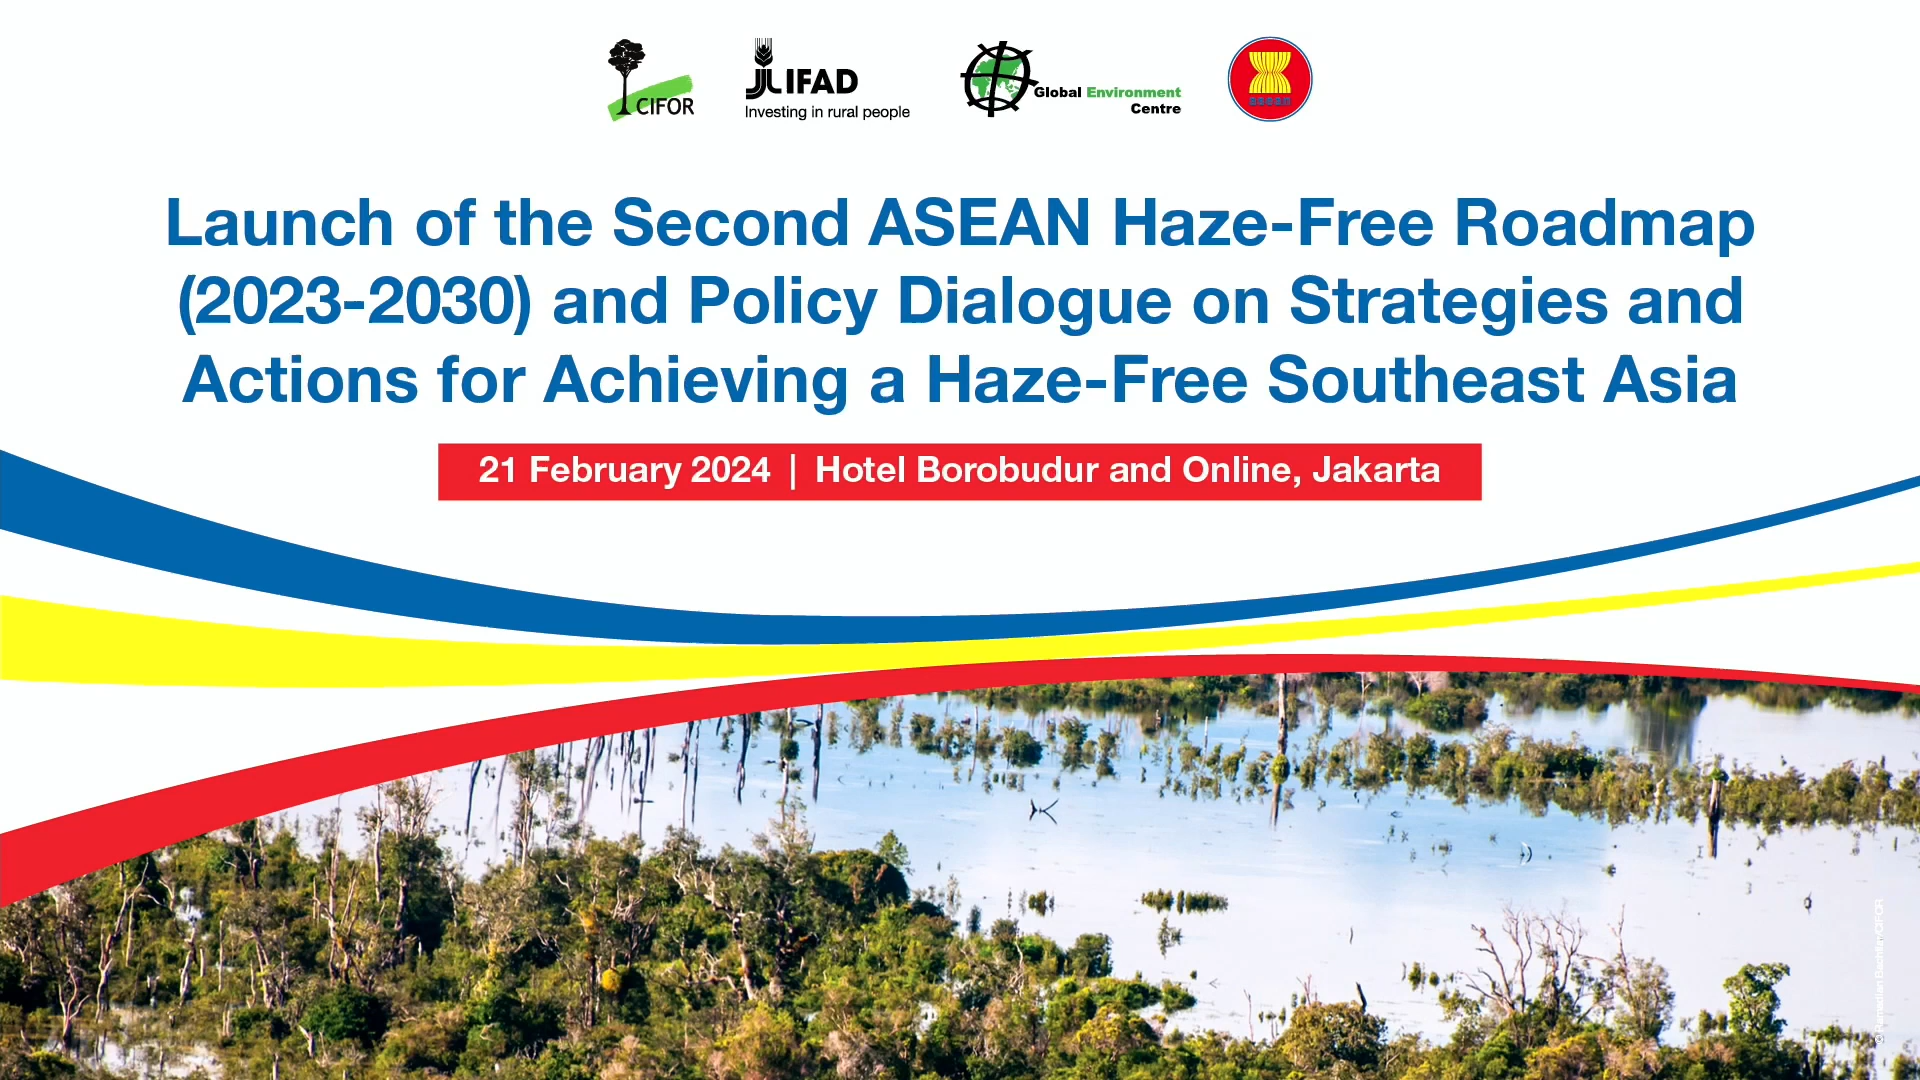 CIFOR
IFAD
Investing in rural people
Global Environment
Centre
Launch of the Second ASEAN Haze-Free Roadmap
(2023-2030) and Policy Dialogue on Strategies and
Actions for Achieving a Haze-Free Southeast Asia
21 February 2024 | Hotel Borobudur and Online, Jakarta